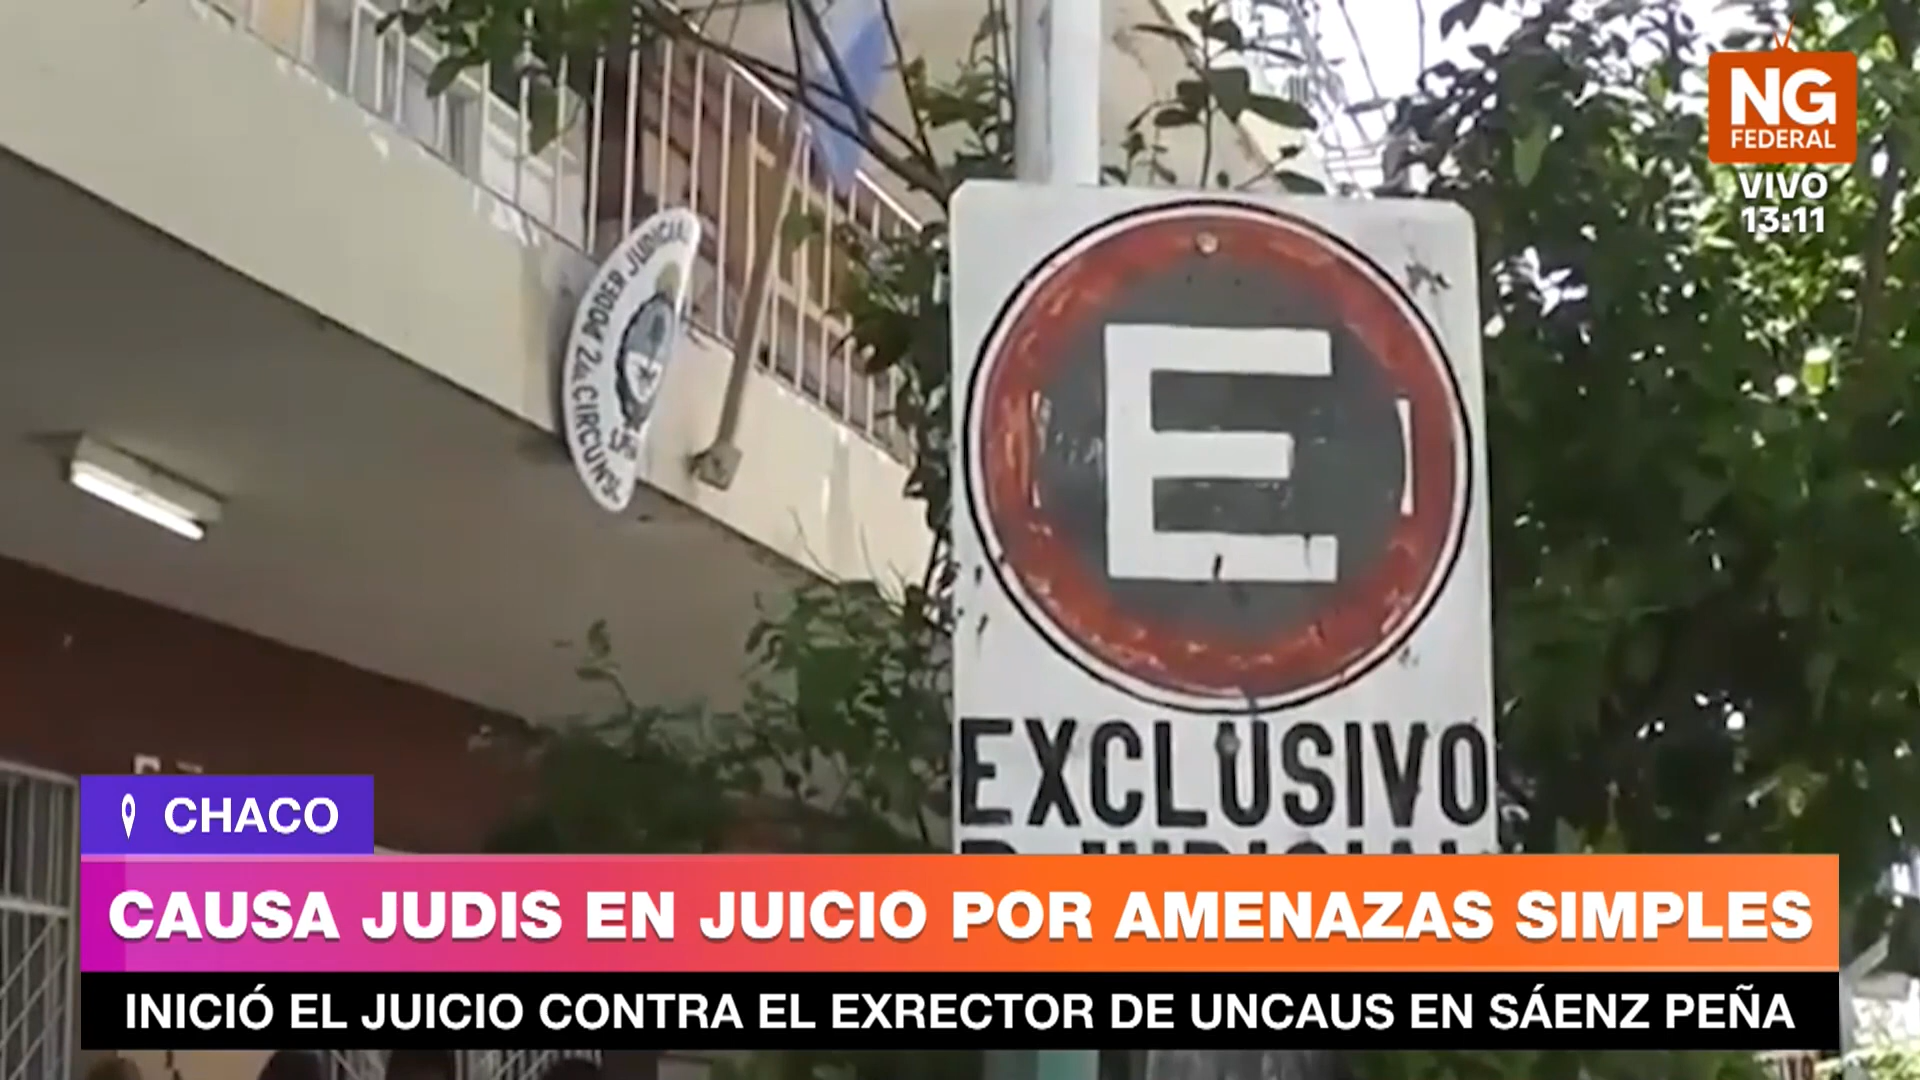 NG
FEDERAL
VIVO
13:11
PODER JUDICIAL
2da. CIRCUNS.
E
EXCLUSIVO
CHACO
CAUSA JUDIS EN JUICIO POR AMENAZAS SIMPLES
INICIÓ EL JUICIO CONTRA EL EXRECTOR DE UNCAUS EN SÁENZ PEÑA